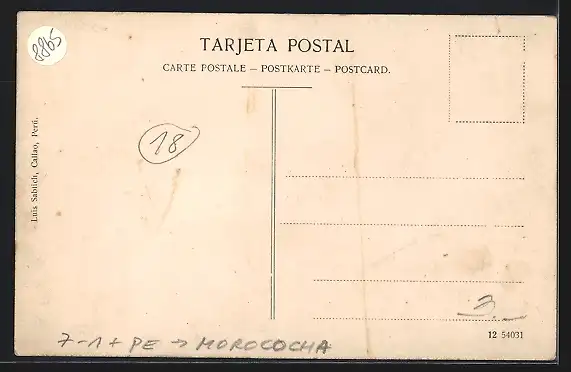 8865
TARJETA POSTAL
CARTE POSTALE – POSTKARTE – POSTCARD.
Luis Sablich, Callao, Perú.
18
3.
12 54031
7-1 + PE → MOROCOCHA